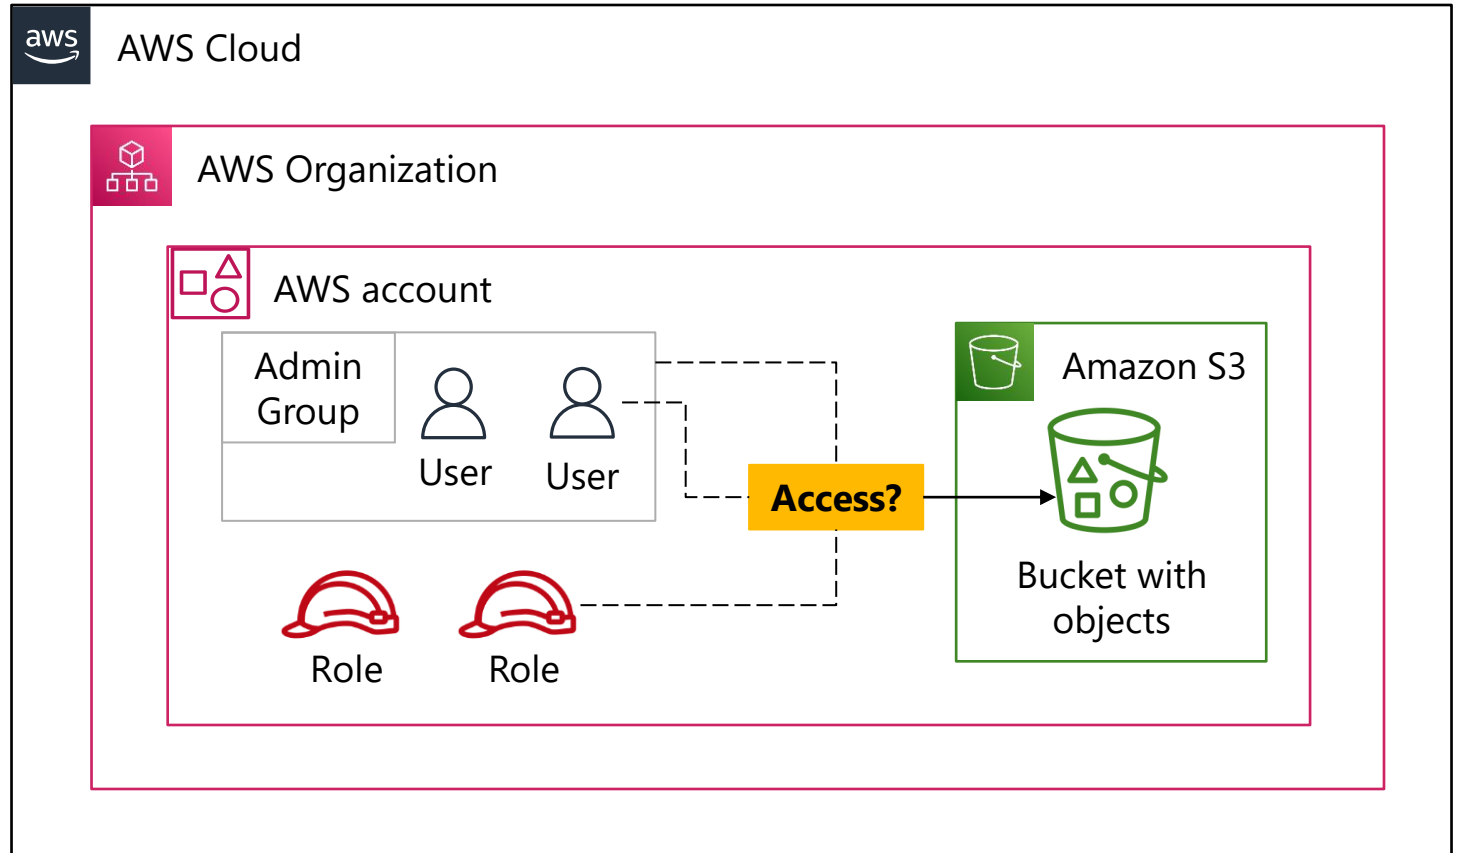 aws
AWS Cloud
AWS Organization
AWS account
Admin
Group
User
User
Access?
Amazon S3
Bucket with
objects
Role
Role